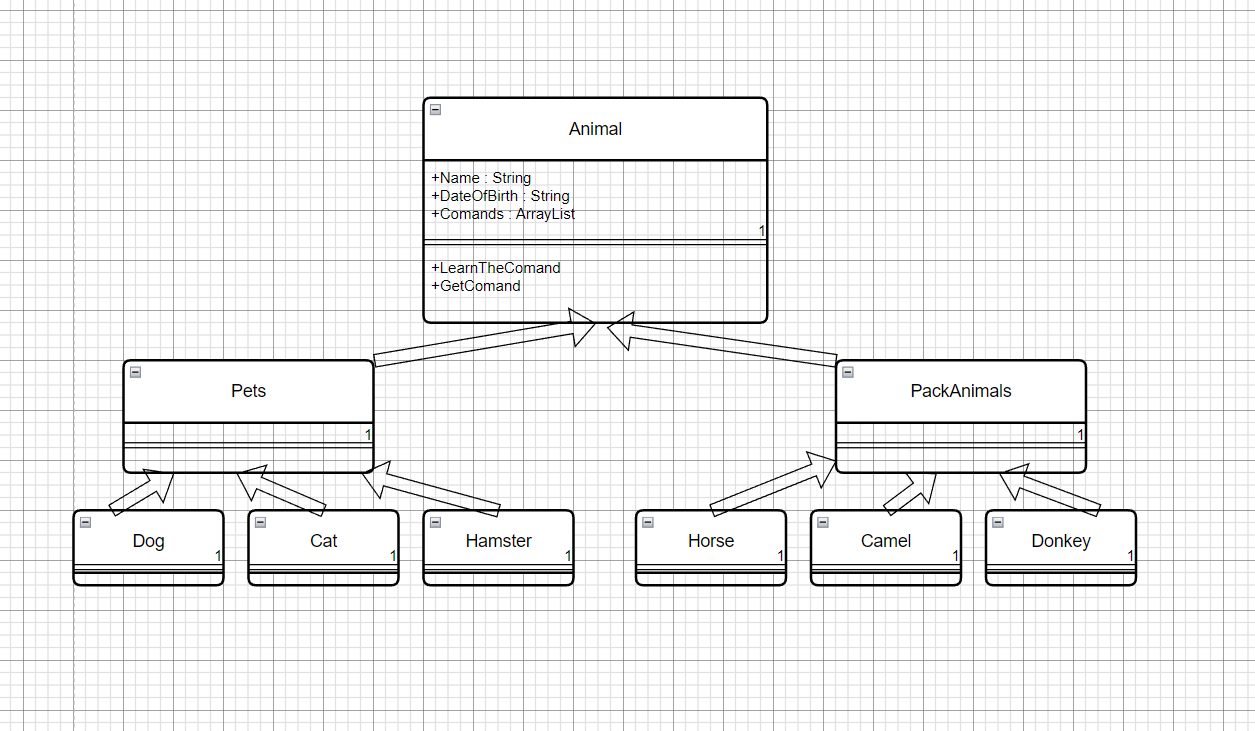 Animal
+Name : String
+DateOfBirth : String
+Comands : ArrayList
1
+LearnTheComand
+GetComand
Pets
1
PackAnimals
1
Dog
1
Cat
1
Hamster
1
Horse
1
Camel
1
Donkey
1